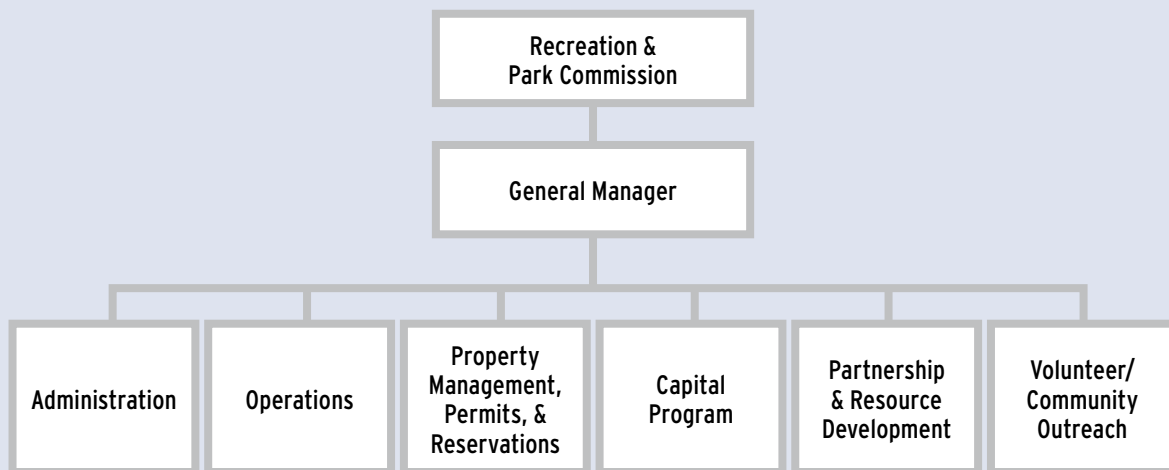 Recreation &
Park Commission
General Manager
Administration
Operations
Property
Management,
Permits, &
Reservations
Capital
Program
Partnership
& Resource
Development
Volunteer/
Community
Outreach